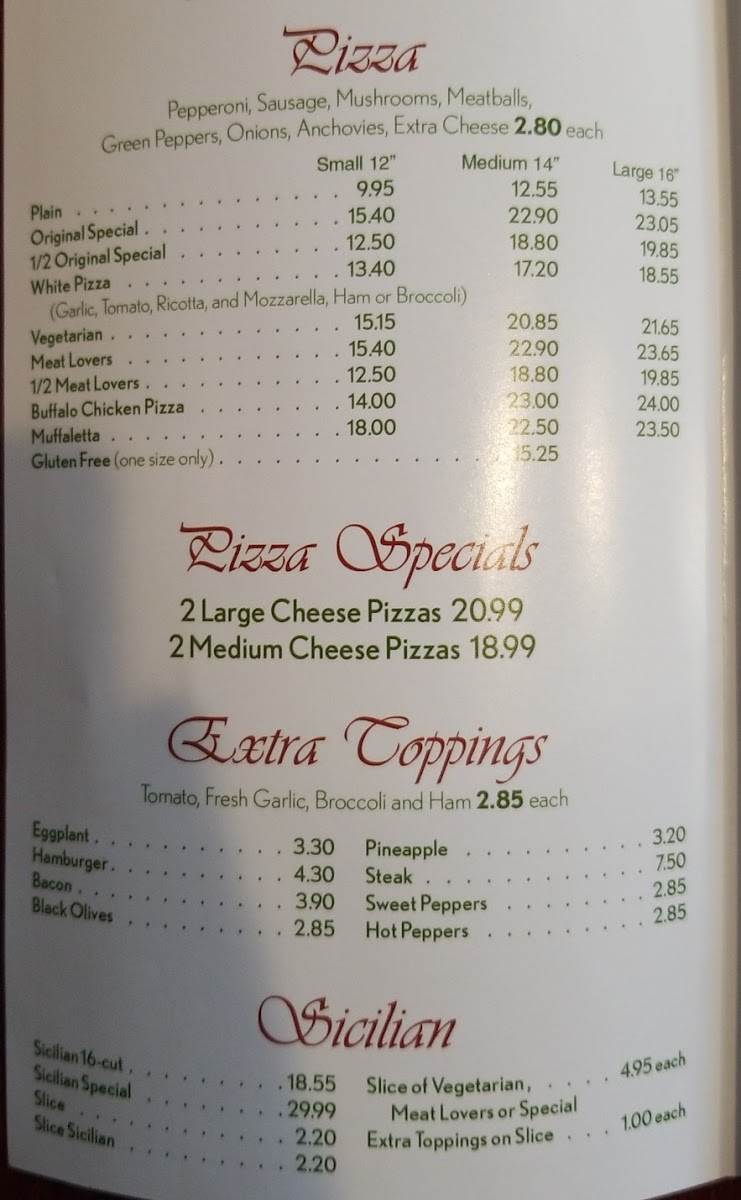 Pizza
Pepperoni, Sausage, Mushrooms, Meatballs,
Green Peppers, Onions, Anchovies, Extra Cheese 2.80 each
Small 12" Medium 14" Large 16"
Plain . . . . . . . . . . . . . . 9.95 12.55 13.55
Original Special . . . . . . . . . . 15.40 22.90 23.05
1/2 Original Special . . . . . . . . 12.50 18.80 19.85
White Pizza . . . . . . . . . . . 13.40 17.20 18.55
(Garlic, Tomato, Ricotta, and Mozzarella, Ham or Broccoli)
Vegetarian . . . . . . . . . . . . 15.15 20.85 21.65
Meat Lovers . . . . . . . . . . . 15.40 22.90 23.65
1/2 Meat Lovers . . . . . . . . . . 12.50 18.80 19.85
Buffalo Chicken Pizza . . . . . . . . 14.00 23.00 24.00
Muffaletta . . . . . . . . . . . . 18.00 22.50 23.50
Gluten Free (one size only) . . . . . . . . . . . . . . 15.25
Pizza Specials
2 Large Cheese Pizzas 20.99
2 Medium Cheese Pizzas 18.99
Extra Toppings
Tomato, Fresh Garlic, Broccoli and Ham 2.85 each
Eggplant . . . . . . . . . . . 3.30 Pineapple . . . . . . . . . . 3.20
Hamburger . . . . . . . . . . 4.30 Steak . . . . . . . . . . . . 7.50
Bacon . . . . . . . . . . . . 3.90 Sweet Peppers . . . . . . . . 2.85
Black Olives . . . . . . . . . 2.85 Hot Peppers . . . . . . . . . 2.85
Sicilian
Sicilian 16-cut . . . . . . . . . 18.55 Slice of Vegetarian, . . . . 4.95 each
Sicilian Special . . . . . . . . 29.99 Meat Lovers or Special
Slice . . . . . . . . . . . . 2.20 Extra Toppings on Slice . . . 1.00 each
Slice Sicilian . . . . . . . . . 2.20